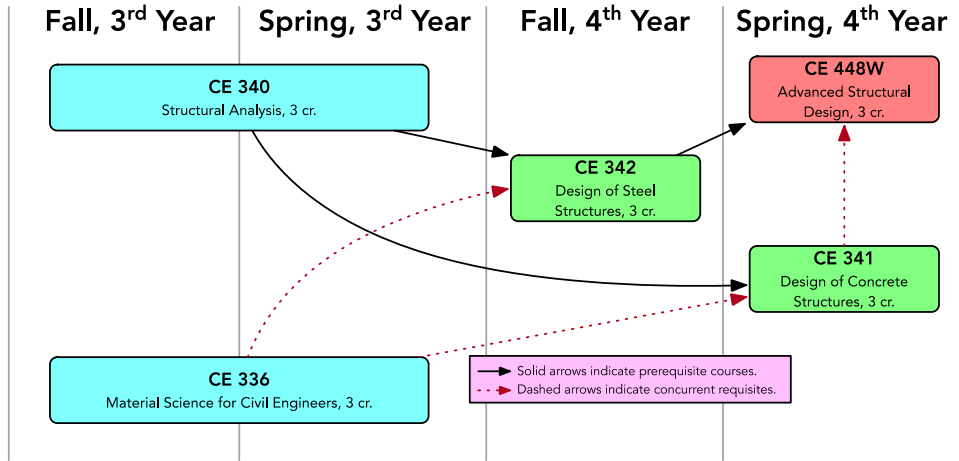 Fall, 3rd Year
Spring, 3rd Year
Fall, 4th Year
Spring, 4th Year
CE 340
Structural Analysis, 3 cr.
CE 448W
Advanced Structural
Design, 3 cr.
CE 342
Design of Steel
Structures, 3 cr.
CE 341
Design of Concrete
Structures, 3 cr.
CE 336
Material Science for Civil Engineers, 3 cr.
Solid arrows indicate prerequisite courses.
Dashed arrows indicate concurrent requisites.